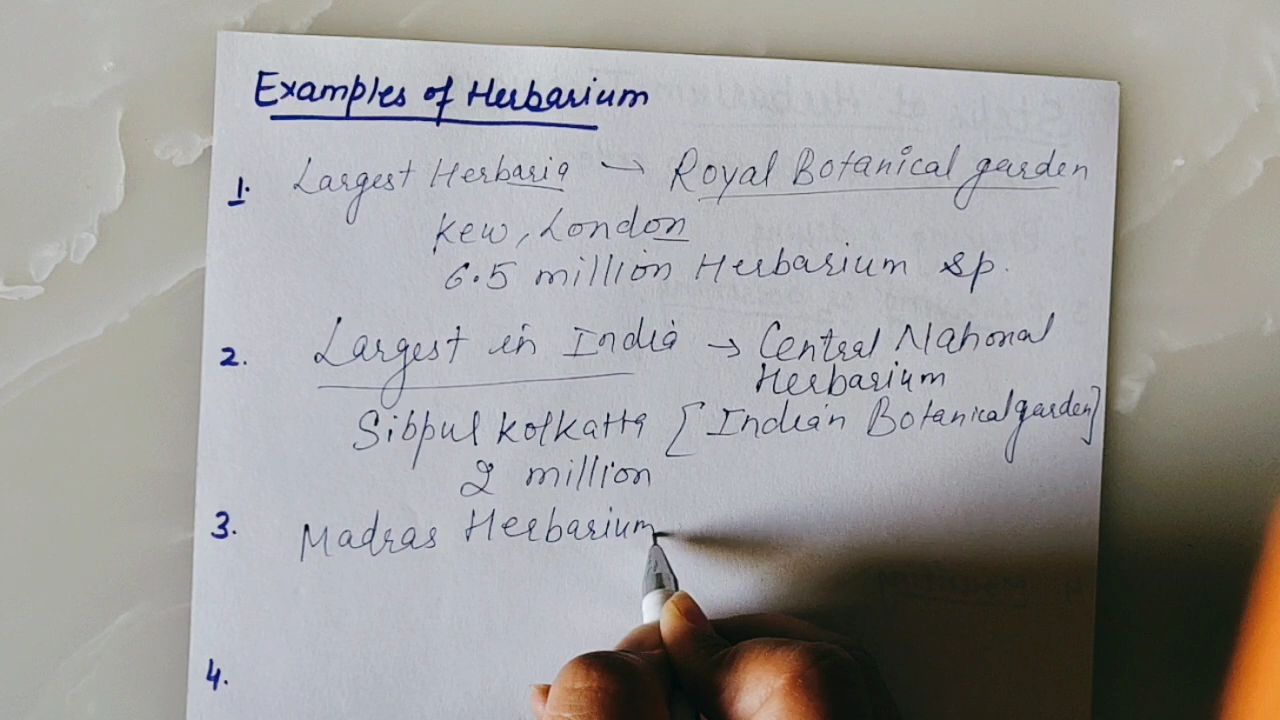 Examples of Herbarium
1. Largest Herbaria → Royal Botanical garden
Kew, London
6.5 million Herbarium sp.
2. Largest in India → Central National
Herbarium
Sibpul kolkatta [Indian Botanical garden]
2 million
3. Madras Herbarium
4.